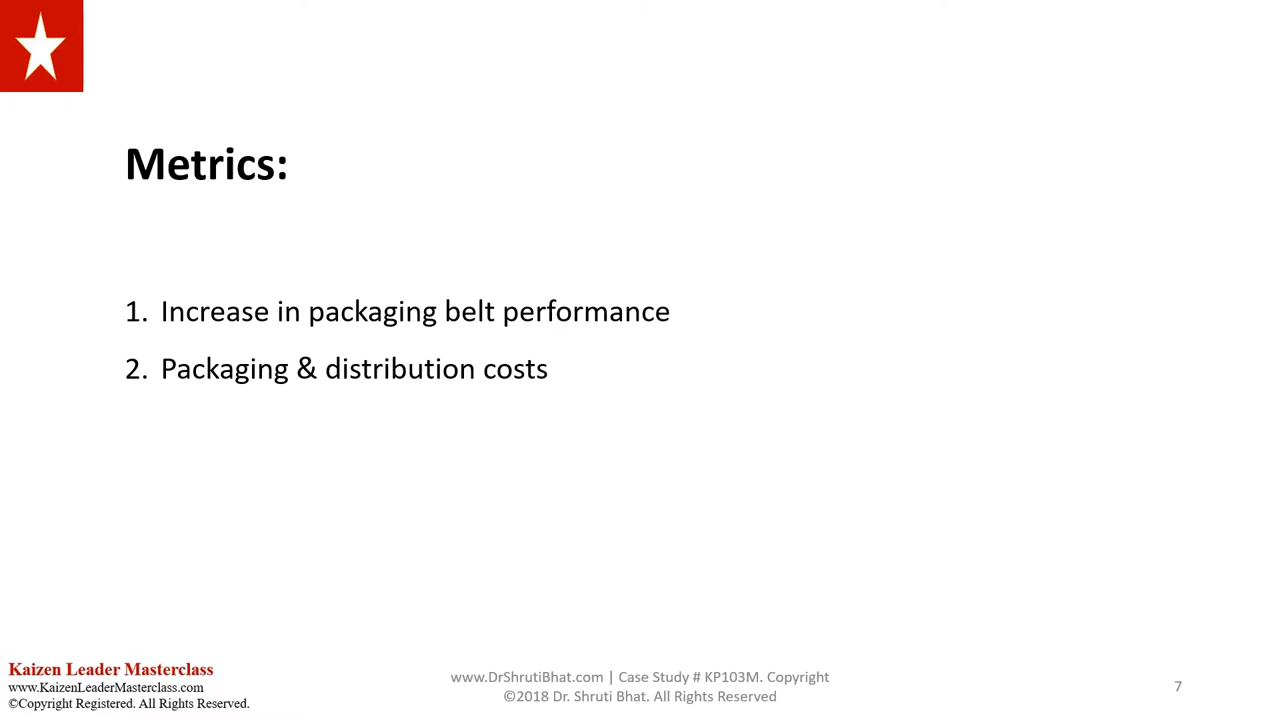 Metrics:
1. Increase in packaging belt performance
2. Packaging & distribution costs
Kaizen Leader Masterclass
www.KaizenLeaderMasterclass.com
©Copyright Registered. All Rights Reserved.
www.DrShrutiBhat.com | Case Study # KP103M. Copyright
©2018 Dr. Shruti Bhat. All Rights Reserved
7